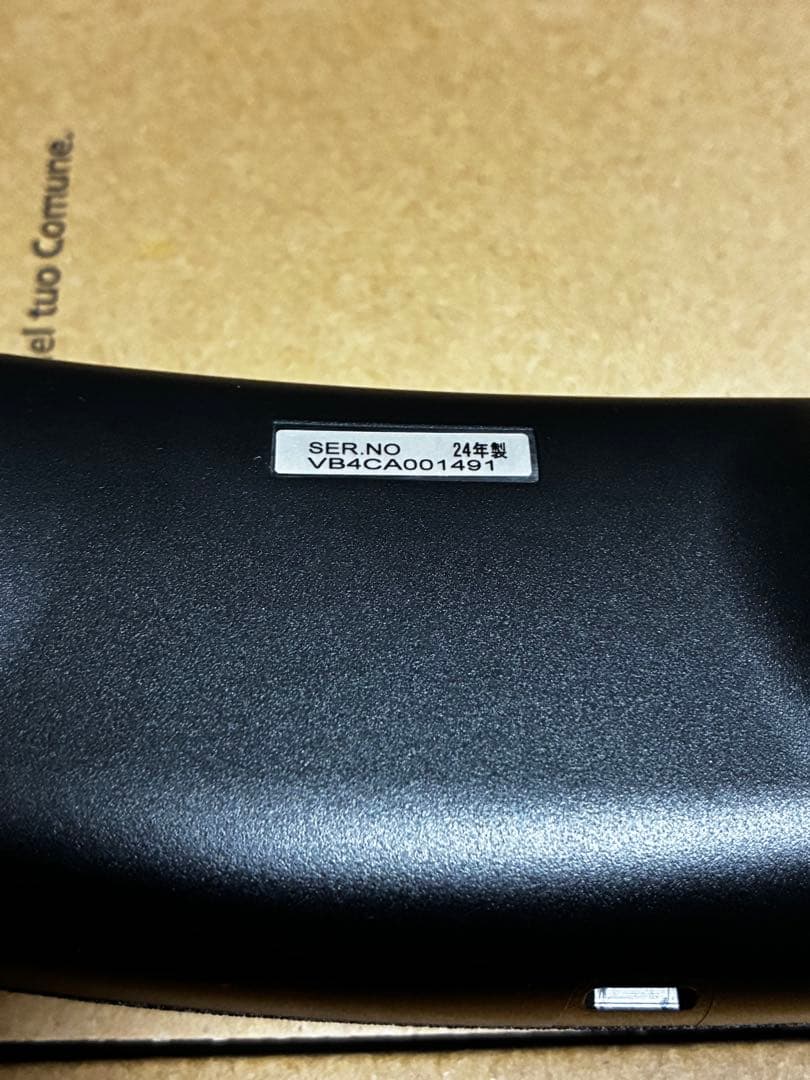 el tuo Comune.
SER.NO 24年製
VB4CA001491